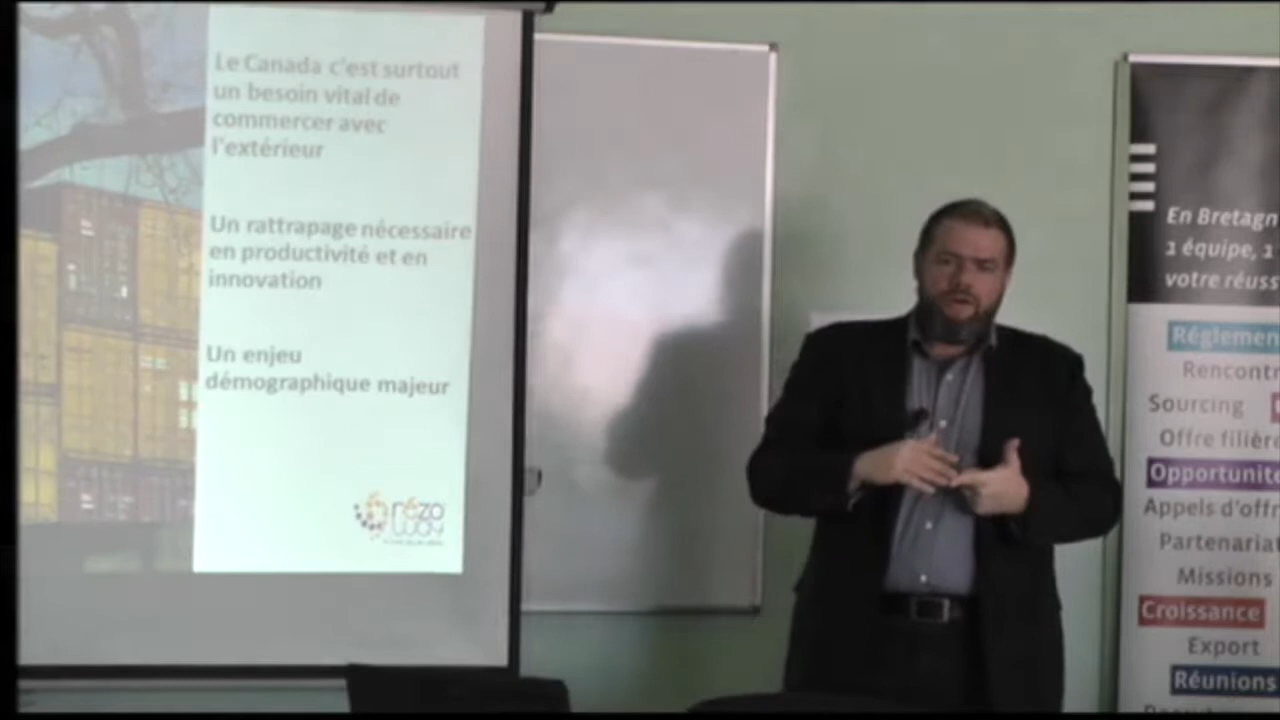 Le Canada c'est surtout
un besoin vital de
commercer avec
l'extérieur
Un rattrapage nécessaire
en productivité et en
innovation
Un enjeu
démographique majeur
rézo
way
En Bretagn
1 équipe, 1
votre réuss
Réglemen
Rencontr
Sourcing
Offre filière
Opportunité
Appels d'offr
Partenariat
Missions
Croissance
Export
Réunions